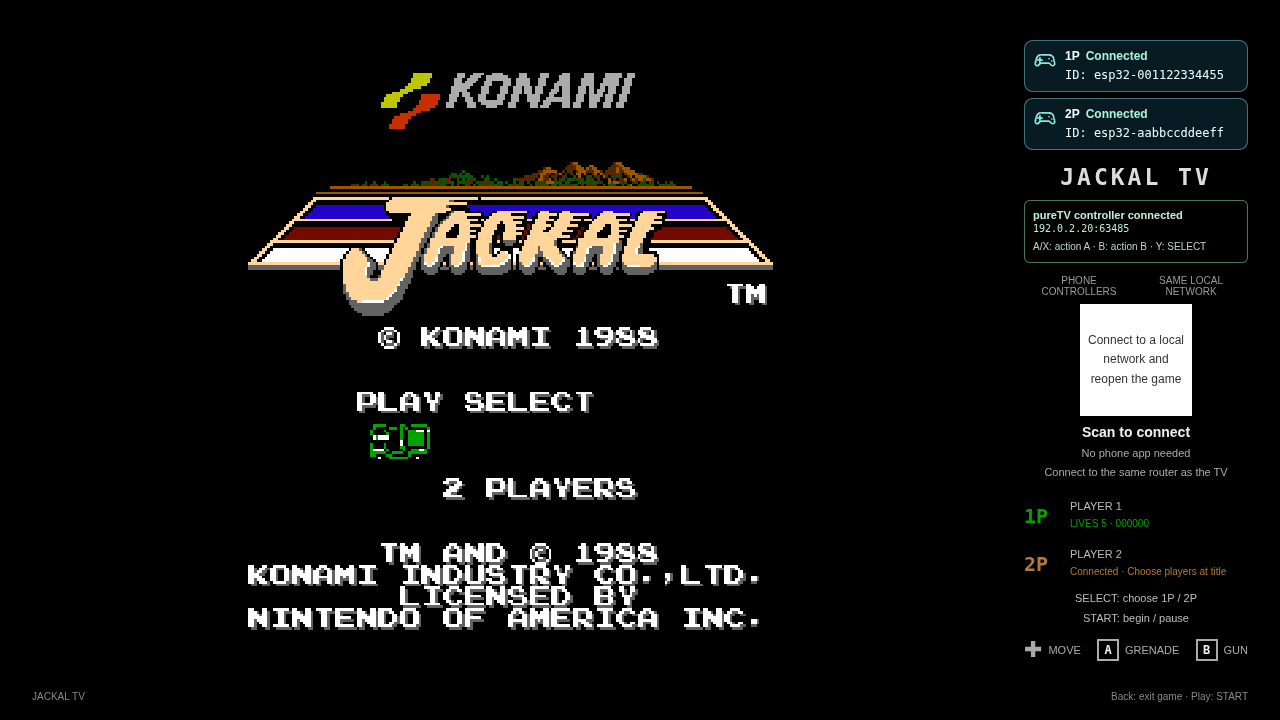 KONAMI
JACKAL
TM
© KONAMI 1988
PLAY SELECT
2 PLAYERS
TM AND © 1988
KONAMI INDUSTRY CO.,LTD.
LICENSED BY
NINTENDO OF AMERICA INC.
JACKAL TV
1P Connected
ID: esp32-001122334455
2P Connected
ID: esp32-aabbccddeeff
JACKAL TV
pureTV controller connected
192.0.2.20:63485
A/X: action A · B: action B · Y: SELECT
PHONE CONTROLLERS
SAME LOCAL NETWORK
Connect to a local
network and
reopen the game
Scan to connect
No phone app needed
Connect to the same router as the TV
1P PLAYER 1
LIVES 5 · 000000
2P PLAYER 2
Connected · Choose players at title
SELECT: choose 1P / 2P
START: begin / pause
MOVE A GRENADE B GUN
Back: exit game · Play: START